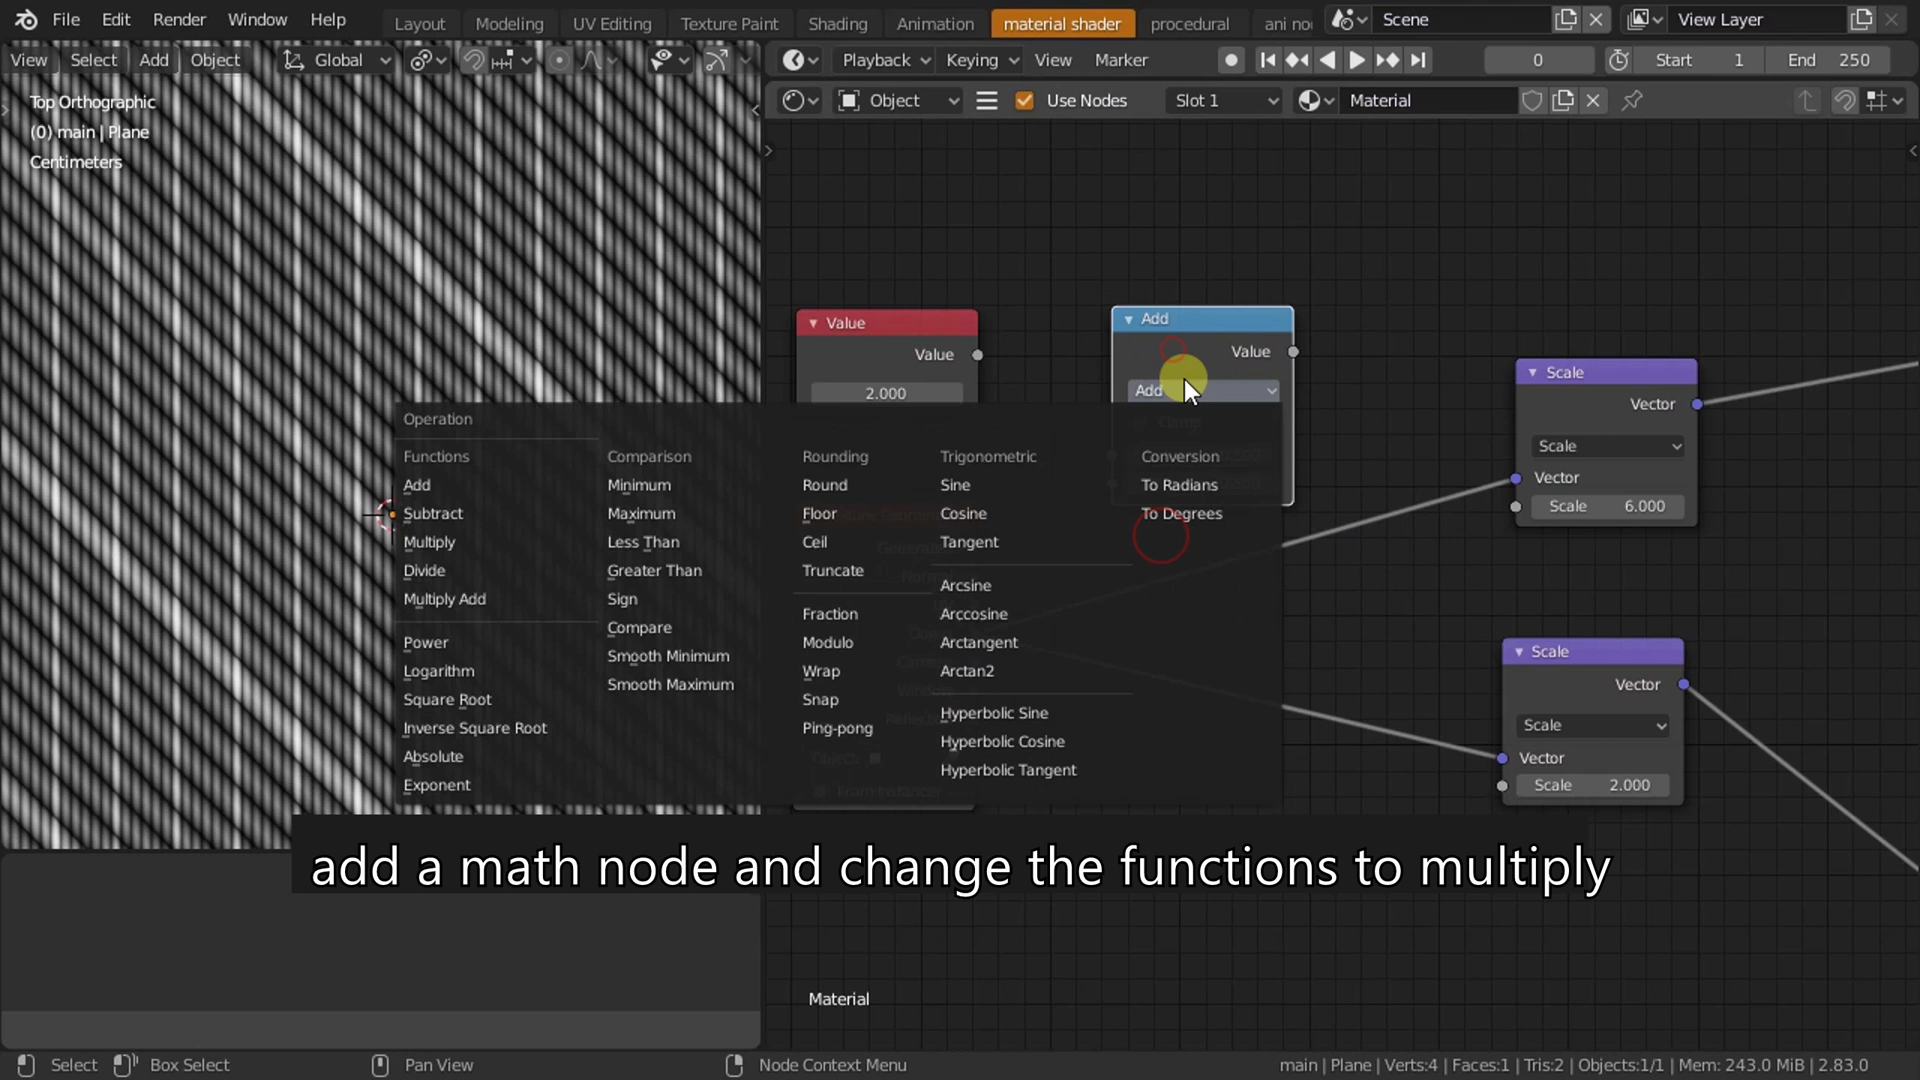 File Edit Render Window Help Layout Modeling UV Editing Texture Paint Shading Animation material shader procedural ani no Scene View Layer
View Select Add Object Global Playback Keying View Marker 0 Start 1 End 250
Object Use Nodes Slot 1 Material
Top Orthographic
(0) main | Plane
Centimeters
Value
Value
2.000
Add
Value
Add
Clamp
Scale
Vector
Scale
Vector
Scale 6.000
Operation
Functions
Add
Subtract
Multiply
Divide
Multiply Add
Power
Logarithm
Square Root
Inverse Square Root
Absolute
Exponent
Comparison
Minimum
Maximum
Less Than
Greater Than
Sign
Compare
Smooth Minimum
Smooth Maximum
Rounding
Round
Floor
Ceil
Truncate
Fraction
Modulo
Wrap
Snap
Ping-pong
Trigonometric
Sine
Cosine
Tangent
Arcsine
Arccosine
Arctangent
Arctan2
Hyperbolic Sine
Hyperbolic Cosine
Hyperbolic Tangent
Conversion
To Radians
To Degrees
Scale
Vector
Scale
Vector
Scale 2.000
add a math node and change the functions to multiply
Material
Select Box Select Pan View Node Context Menu main | Plane | Verts:4 | Faces:1 | Tris:2 | Objects:1/1 | Mem: 243.0 MiB | 2.83.0